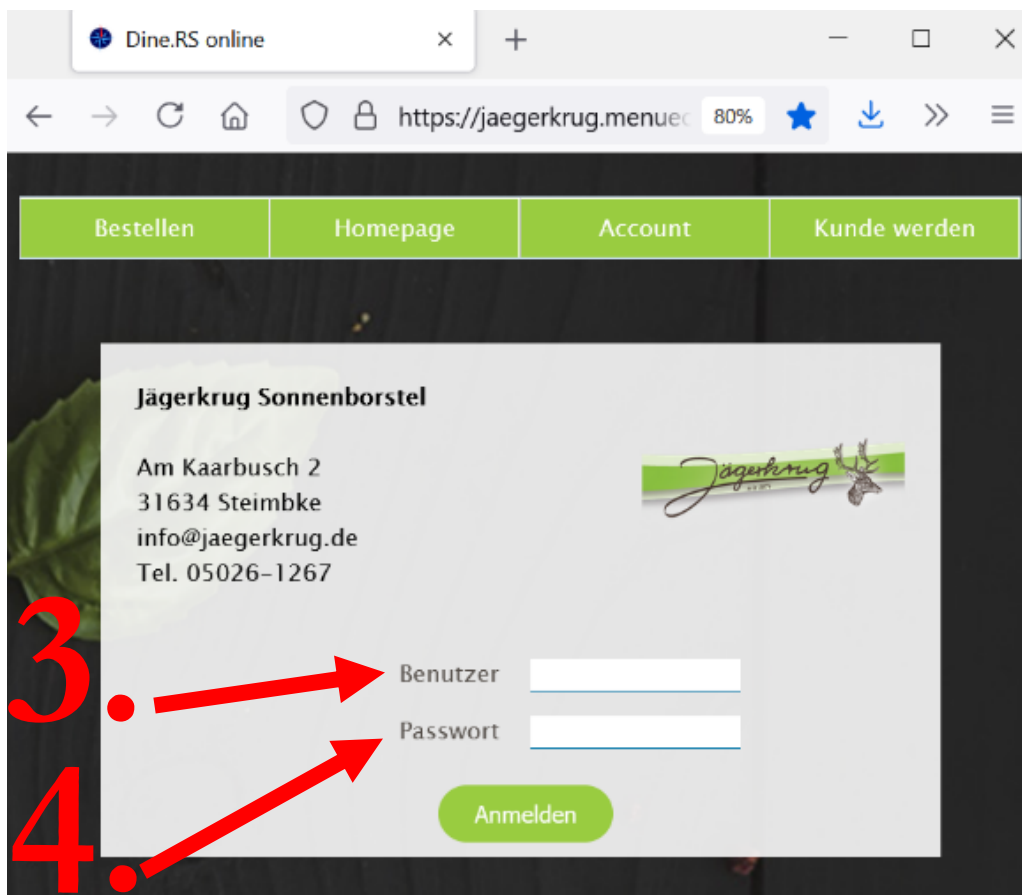 Dine.RS online
https://jaegerkrug.menuec
80%
Bestellen Homepage Account Kunde werden
Jägerkrug Sonnenborstel
Am Kaarbusch 2
31634 Steimbke
info@jaegerkrug.de
Tel. 05026-1267
Jägerkrug
3.
Benutzer
Passwort
4.
Anmelden